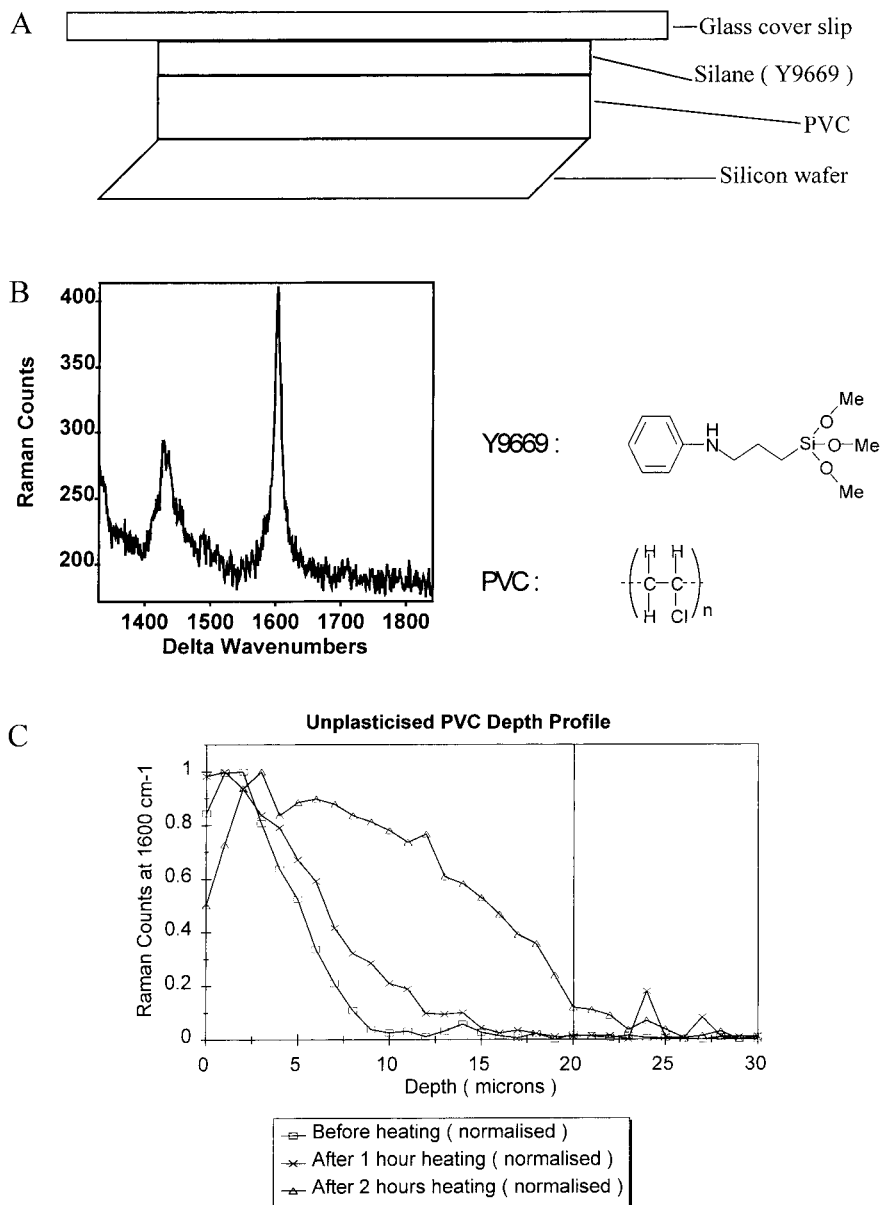 A
Glass cover slip
Silane ( Y9669 )
PVC
Silicon wafer
B
400
350
300
250
200
Raman Counts
1400 1500 1600 1700 1800
Delta Wavenumbers
Y9669 :
H
N
Si
O
Me
O
Me
O
Me
PVC :
H H
C C
H Cl
n
C
Unplasticised PVC Depth Profile
Raman Counts at 1600 cm-1
1
0.8
0.6
0.4
0.2
0
0 5 10 15 20 25 30
Depth ( microns )
Before heating ( normalised )
After 1 hour heating ( normalised )
After 2 hours heating ( normalised )